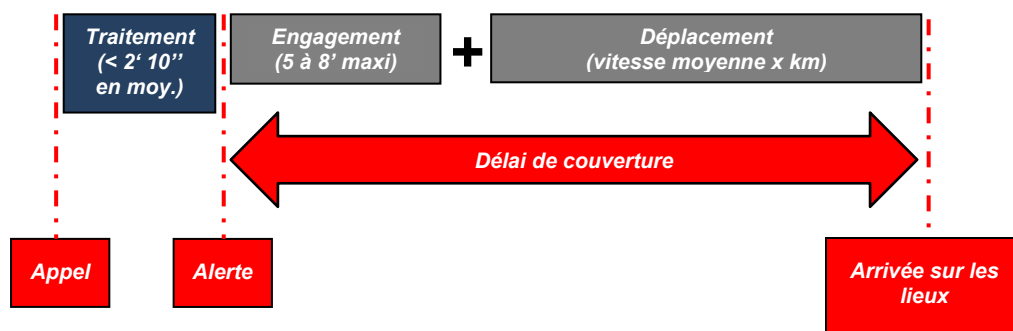 Traitement
(< 2‘ 10’’
en moy.)
Engagement
(5 à 8’ maxi)
+
Déplacement
(vitesse moyenne x km)
Délai de couverture
Appel
Alerte
Arrivée sur les
lieux